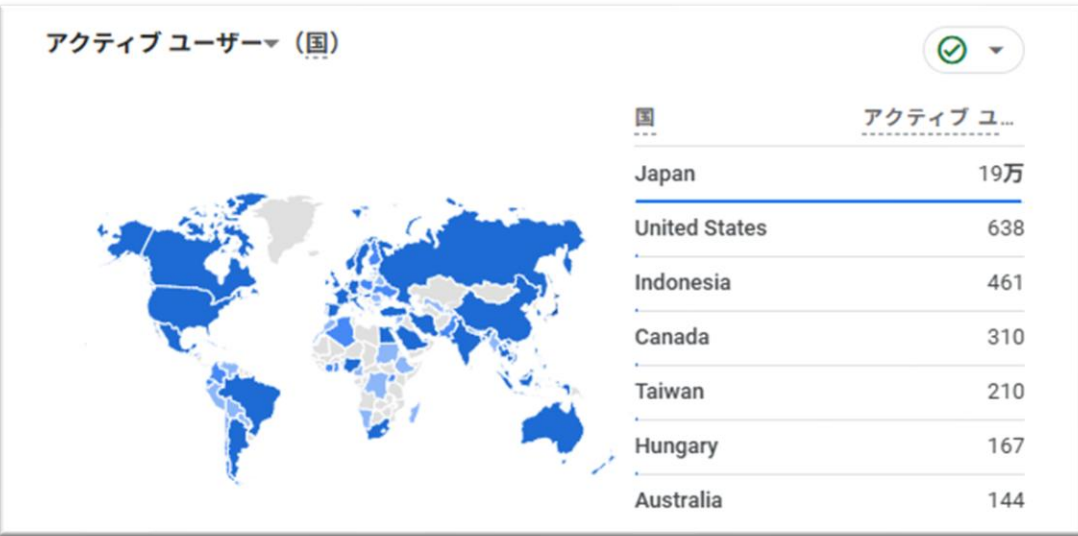 アクティブ ユーザー▼（国）
国 アクティブ ユ…
Japan 19万
United States 638
Indonesia 461
Canada 310
Taiwan 210
Hungary 167
Australia 144